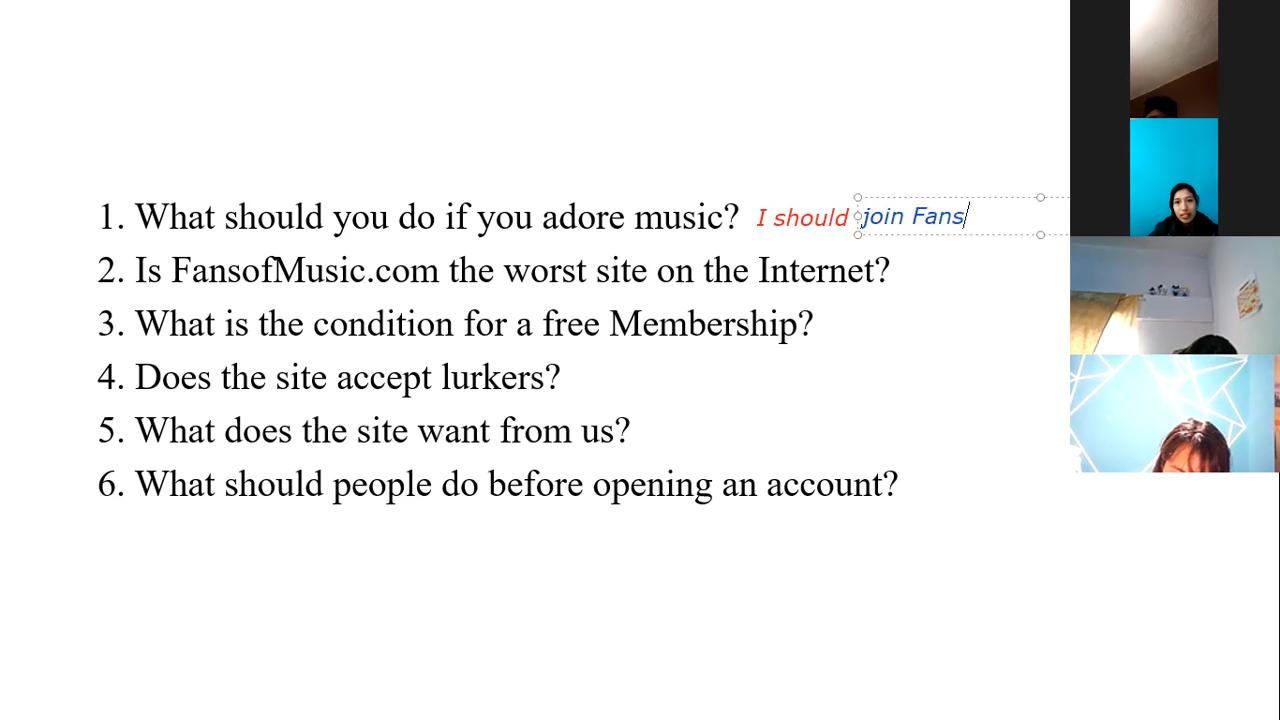 1. What should you do if you adore music? I should join Fans
2. Is FansofMusic.com the worst site on the Internet?
3. What is the condition for a free Membership?
4. Does the site accept lurkers?
5. What does the site want from us?
6. What should people do before opening an account?